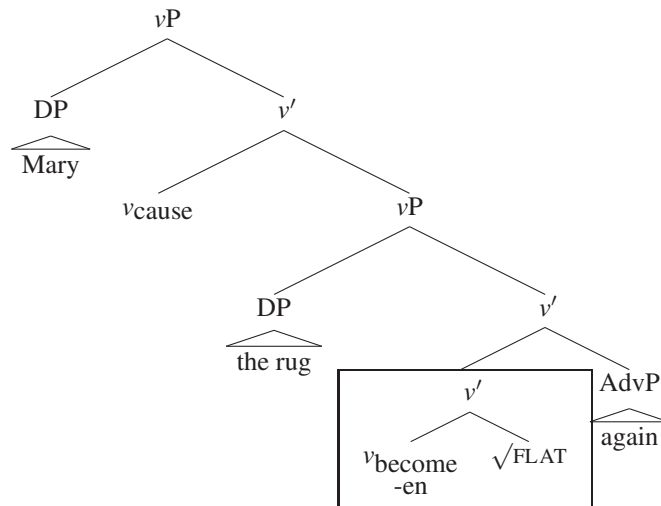 vP
DP v′
Mary
vcause vP
DP v′
the rug
v′ AdvP
again
vbecome √FLAT
-en